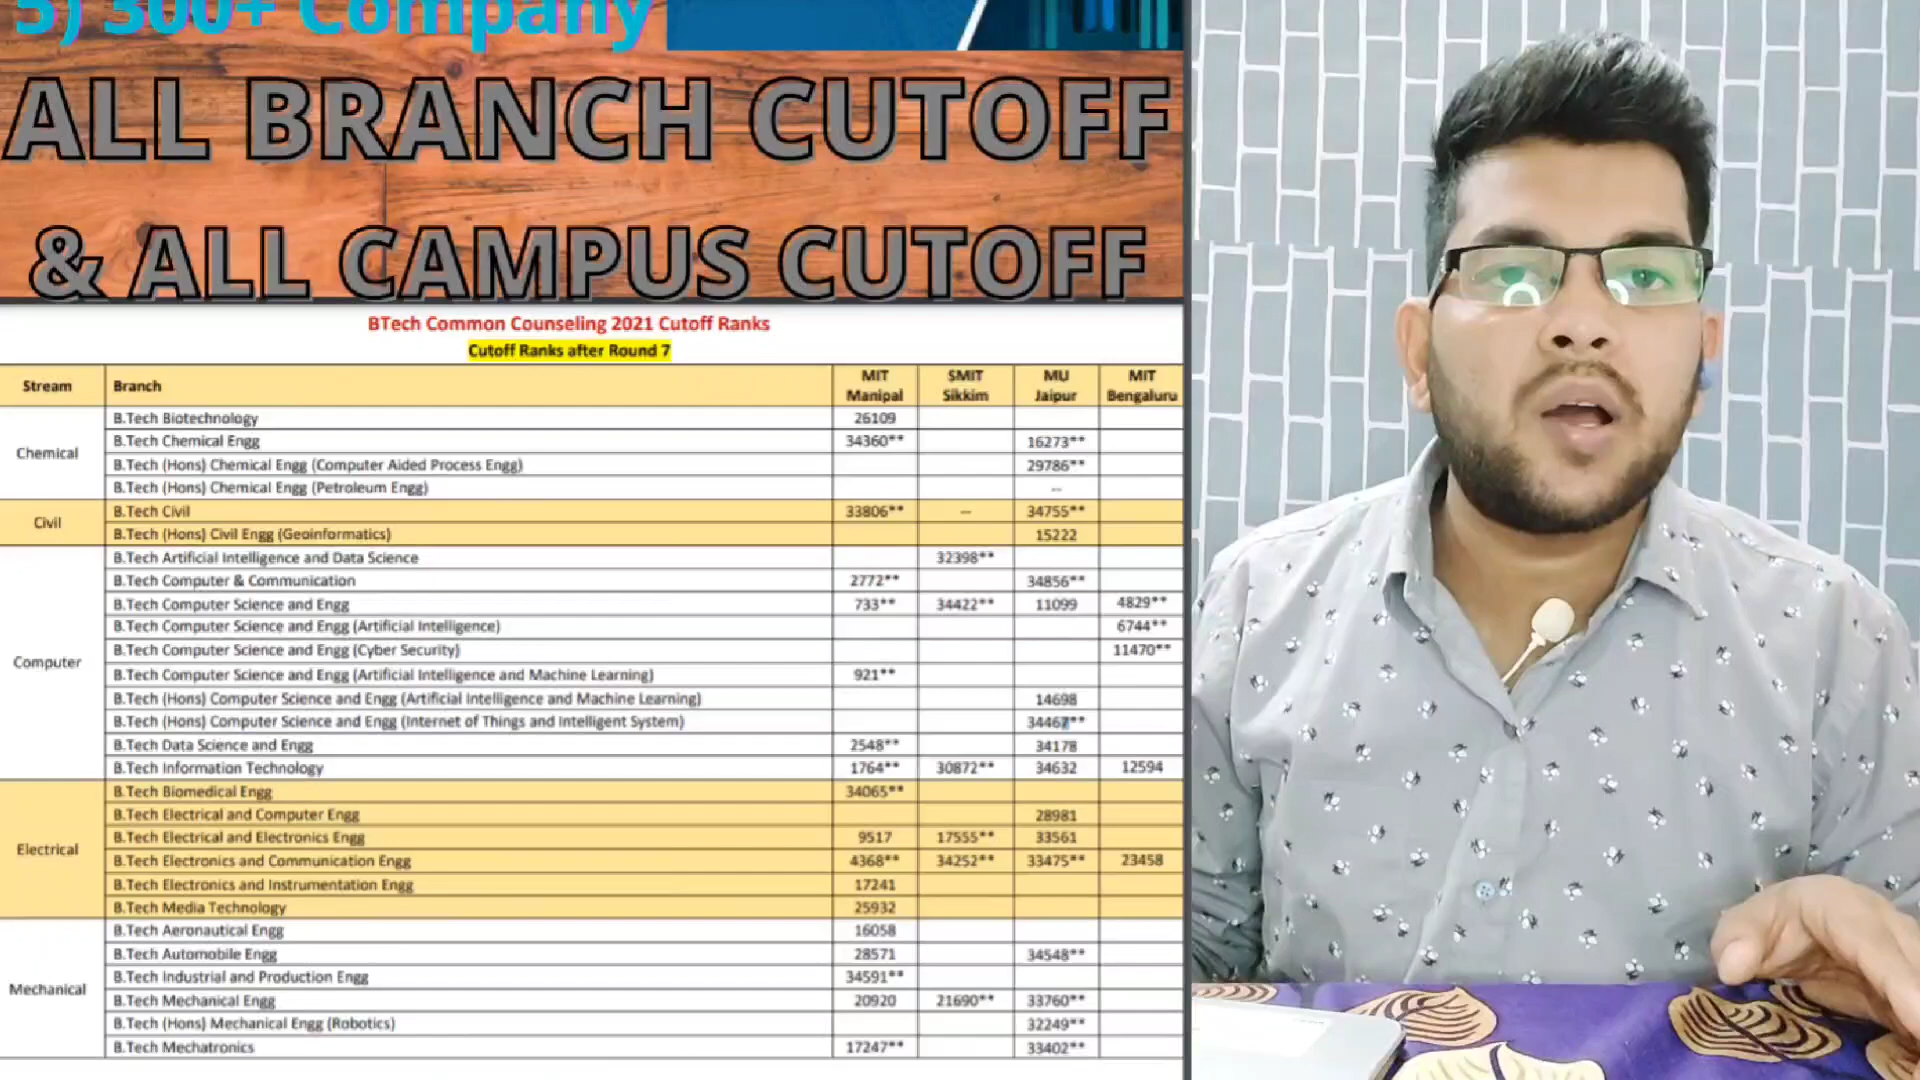 5) 300+ Company
ALL BRANCH CUTOFF
& ALL CAMPUS CUTOFF
BTech Common Counseling 2021 Cutoff Ranks
Cutoff Ranks after Round 7
Stream Branch MIT Manipal SMIT Sikkim MU Jaipur MIT Bengaluru
Chemical
B.Tech Biotechnology 26109
B.Tech Chemical Engg 34360** 16273**
B.Tech (Hons) Chemical Engg (Computer Aided Process Engg) 29786**
B.Tech (Hons) Chemical Engg (Petroleum Engg) --
Civil
B.Tech Civil 33806** -- 34755**
B.Tech (Hons) Civil Engg (Geoinformatics) 15222
Computer
B.Tech Artificial Intelligence and Data Science 32398**
B.Tech Computer & Communication 2772** 34856**
B.Tech Computer Science and Engg 733** 34422** 11099 4829**
B.Tech Computer Science and Engg (Artificial Intelligence) 6744**
B.Tech Computer Science and Engg (Cyber Security) 11470**
B.Tech Computer Science and Engg (Artificial Intelligence and Machine Learning) 921**
B.Tech (Hons) Computer Science and Engg (Artificial Intelligence and Machine Learning) 14698
B.Tech (Hons) Computer Science and Engg (Internet of Things and Intelligent System) 34467**
B.Tech Data Science and Engg 2548** 34178
B.Tech Information Technology 1764** 30872** 34632 12594
Electrical
B.Tech Biomedical Engg 34065**
B.Tech Electrical and Computer Engg 28981
B.Tech Electrical and Electronics Engg 9517 17555** 33561
B.Tech Electronics and Communication Engg 4368** 34252** 33475** 23458
B.Tech Electronics and Instrumentation Engg 17241
B.Tech Media Technology 25932
Mechanical
B.Tech Aeronautical Engg 16058
B.Tech Automobile Engg 28571 34548**
B.Tech Industrial and Production Engg 34591**
B.Tech Mechanical Engg 20920 21690** 33760**
B.Tech (Hons) Mechanical Engg (Robotics) 32249**
B.Tech Mechatronics 17247** 33402**